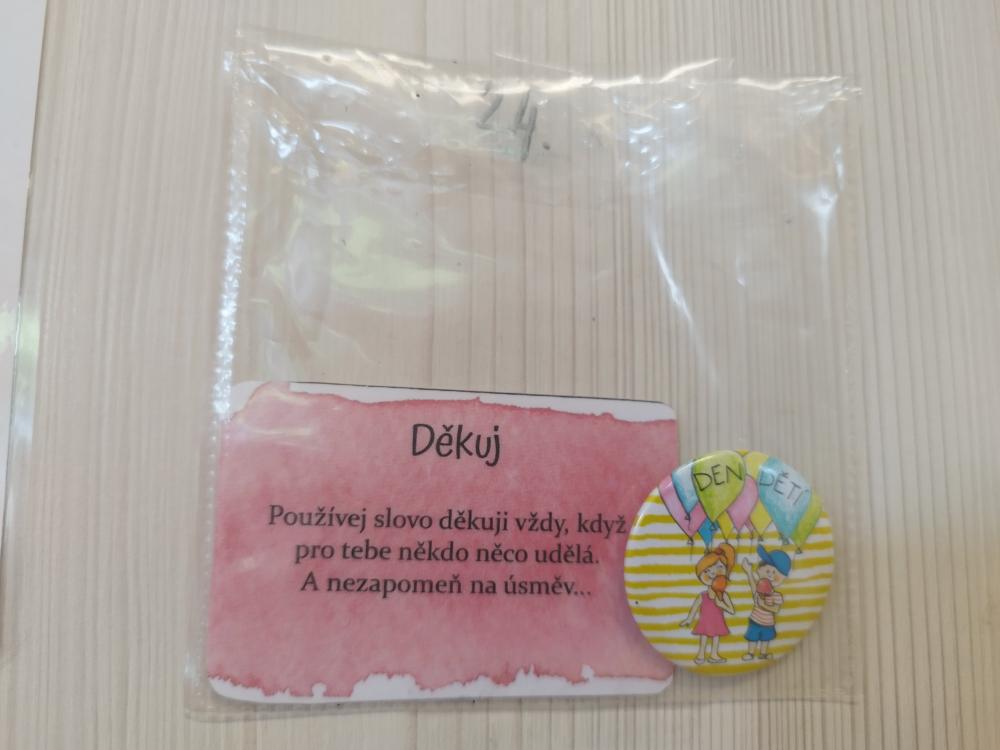 24
Děkuj
Používej slovo děkuji vždy, když
pro tebe někdo něco udělá.
A nezapomeň na úsměv...
DEN DĚTÍ